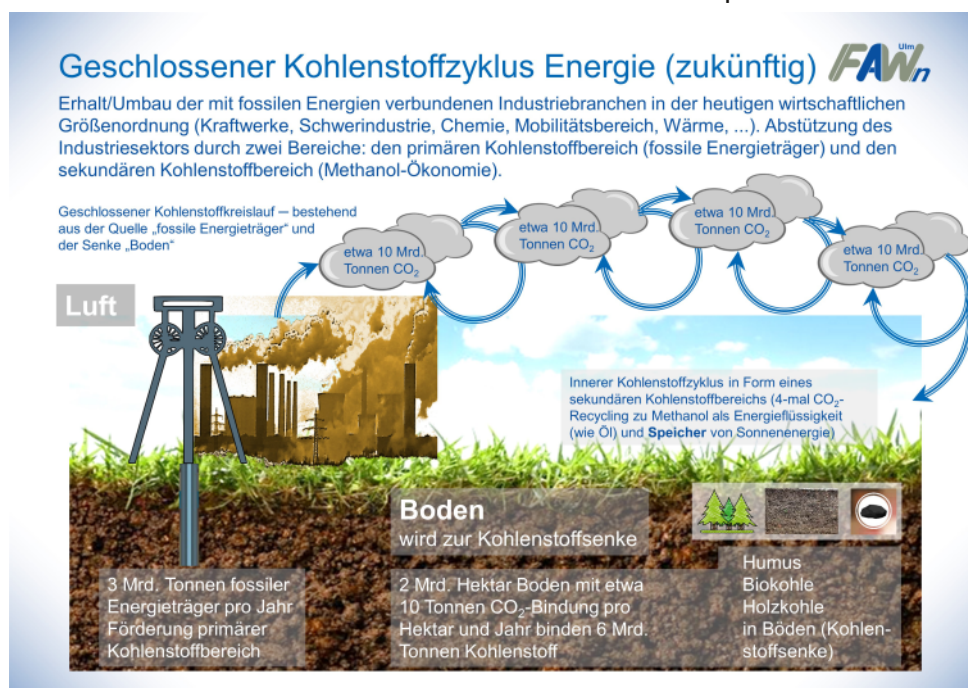 Geschlossener Kohlenstoffzyklus Energie (zukünftig)
Ulm
FAWn
Erhalt/Umbau der mit fossilen Energien verbundenen Industriebranchen in der heutigen wirtschaftlichen
Größenordnung (Kraftwerke, Schwerindustrie, Chemie, Mobilitätsbereich, Wärme, ...). Abstützung des
Industriesektors durch zwei Bereiche: den primären Kohlenstoffbereich (fossile Energieträger) und den
sekundären Kohlenstoffbereich (Methanol-Ökonomie).
Geschlossener Kohlenstoffkreislauf — bestehend
aus der Quelle „fossile Energieträger“ und
der Senke „Boden“
etwa 10 Mrd.
Tonnen CO₂
etwa 10 Mrd.
Tonnen CO₂
etwa 10 Mrd.
Tonnen CO₂
etwa 10 Mrd.
Tonnen CO₂
Luft
Innerer Kohlenstoffzyklus in Form eines
sekundären Kohlenstoffbereichs (4-mal CO₂-
Recycling zu Methanol als Energieflüssigkeit
(wie Öl) und Speicher von Sonnenenergie)
Boden
wird zur Kohlenstoffsenke
3 Mrd. Tonnen fossiler
Energieträger pro Jahr
Förderung primärer
Kohlenstoffbereich
2 Mrd. Hektar Boden mit etwa
10 Tonnen CO₂-Bindung pro
Hektar und Jahr binden 6 Mrd.
Tonnen Kohlenstoff
Humus
Biokohle
Holzkohle
in Böden (Kohlen-
stoffsenke)